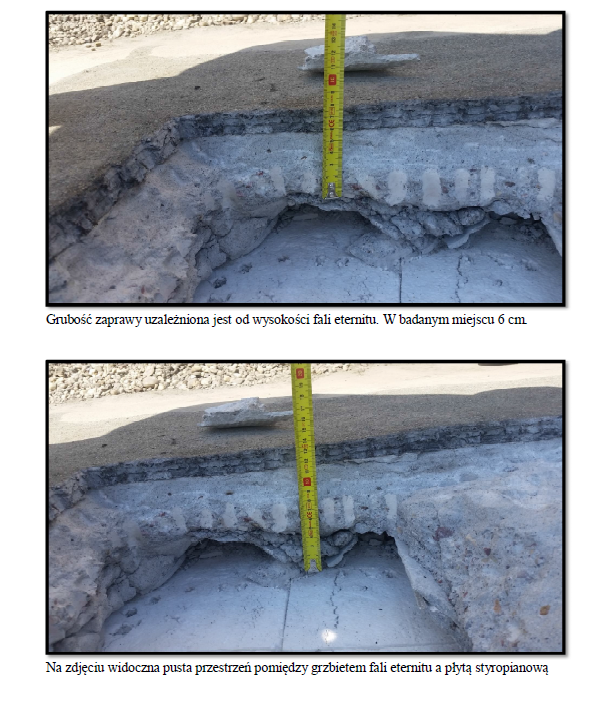 Grubość zaprawy uzależniona jest od wysokości fali eternitu. W badanym miejscu 6 cm.
Na zdjęciu widoczna pusta przestrzeń pomiędzy grzbietem fali eternitu a płytą styropianową